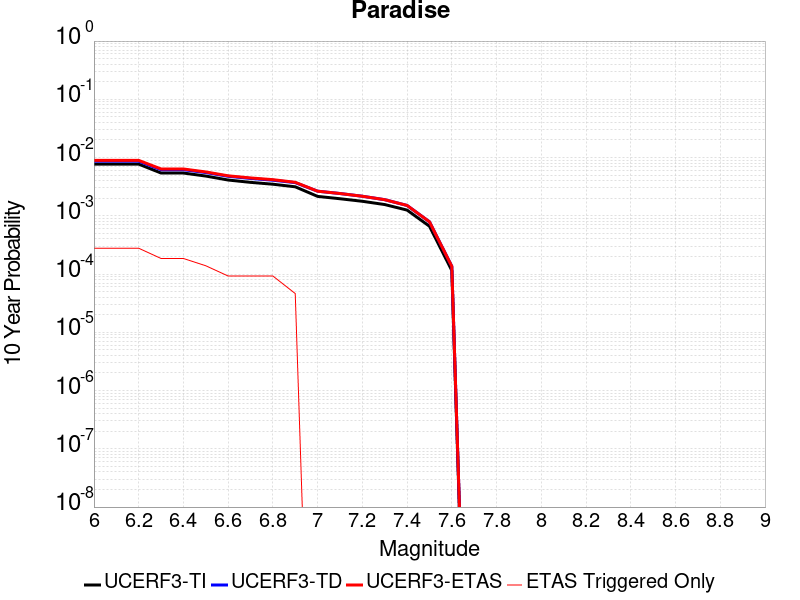 Paradise
10 Year Probability
10^0
10^-1
10^-2
10^-3
10^-4
10^-5
10^-6
10^-7
10^-8
6 6.2 6.4 6.6 6.8 7 7.2 7.4 7.6 7.8 8 8.2 8.4 8.6 8.8 9
Magnitude
UCERF3-TI UCERF3-TD UCERF3-ETAS ETAS Triggered Only